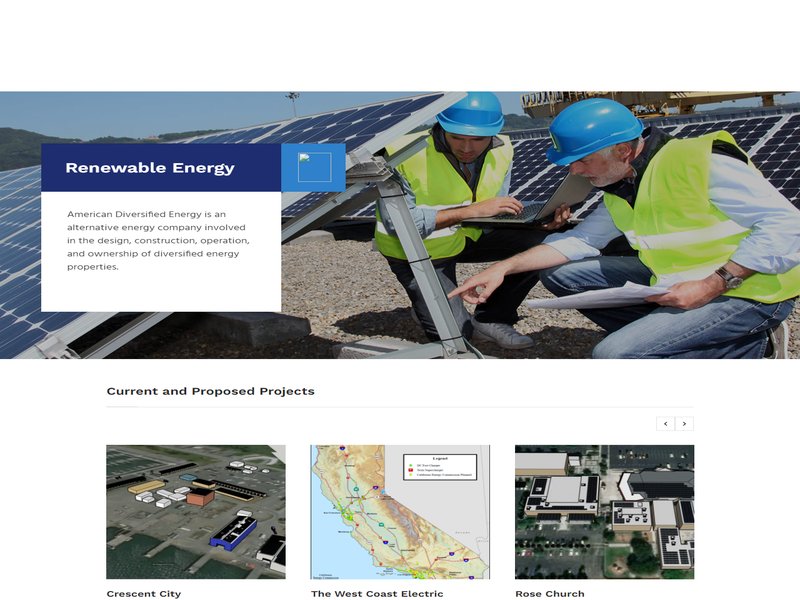 Renewable Energy
American Diversified Energy is an
alternative energy company involved
in the design, construction, operation,
and ownership of diversified energy
properties.
Current and Proposed Projects
Legend
Crescent City
The West Coast Electric
Rose Church